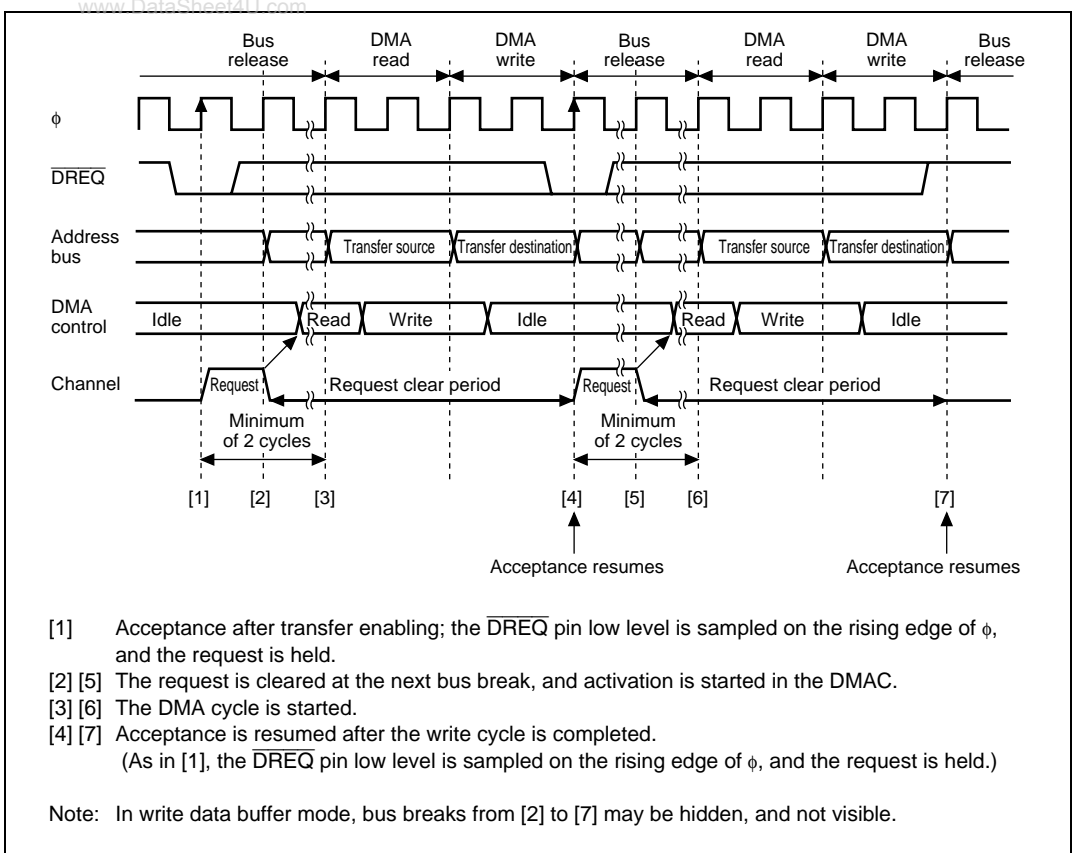 www.DataSheet4U.com
Bus release
DMA read
DMA write
Bus release
DMA read
DMA write
Bus release
φ
DREQ
Address bus
Transfer source
Transfer destination
Transfer source
Transfer destination
DMA control
Idle
Read
Write
Idle
Read
Write
Idle
Channel
Request
Request clear period
Request
Request clear period
Minimum of 2 cycles
Minimum of 2 cycles
[1]
[2]
[3]
[4]
[5]
[6]
[7]
Acceptance resumes
Acceptance resumes
[1] Acceptance after transfer enabling; the DREQ pin low level is sampled on the rising edge of φ,
and the request is held.
[2] [5] The request is cleared at the next bus break, and activation is started in the DMAC.
[3] [6] The DMA cycle is started.
[4] [7] Acceptance is resumed after the write cycle is completed.
(As in [1], the DREQ pin low level is sampled on the rising edge of φ, and the request is held.)
Note: In write data buffer mode, bus breaks from [2] to [7] may be hidden, and not visible.